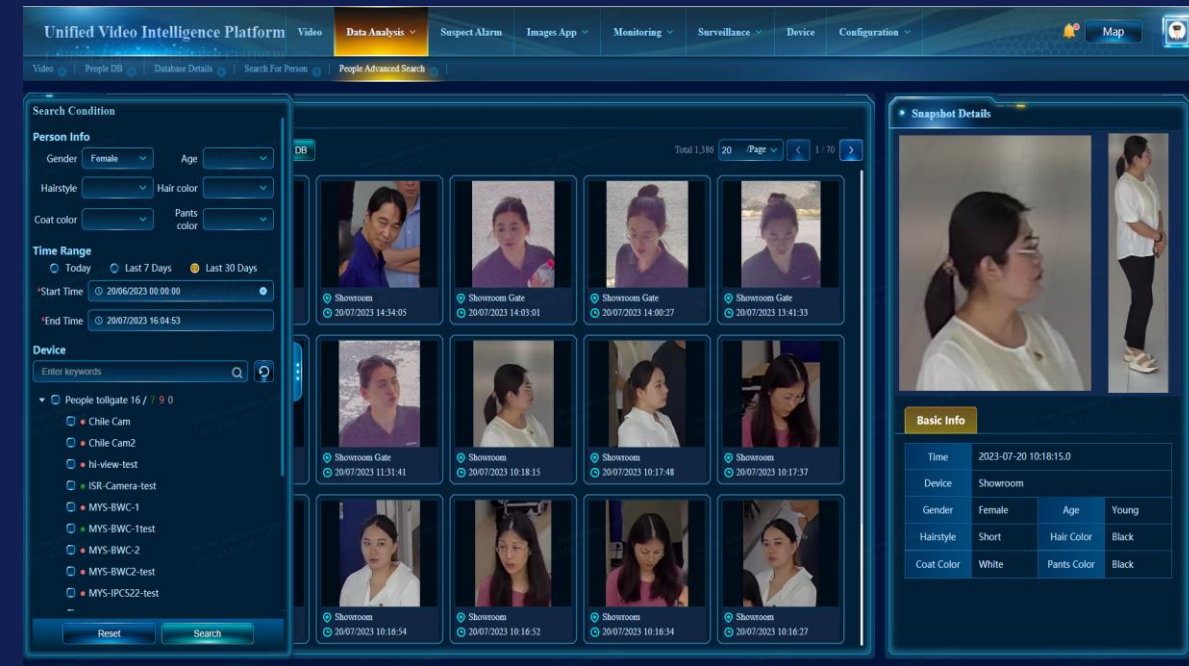 Unified Video Intelligence Platform Video Data Analysis Suspect Alarm Images App Monitoring Surveillance Device Configuration Map
Video People DB Database Details Search For Person People Advanced Search
Search Condition
Person Info
Gender Female Age
Hairstyle Hair color
Coat color Pants color
Time Range
Today Last 7 Days Last 30 Days
*Start Time 20/06/2023 00:00:00
*End Time 20/07/2023 16:04:53
Device
Enter keywords
People tollgate 16 / 7 9 0
Chile Cam
Chile Cam2
hi-view-test
ISR-Camera-test
MYS-BWC-1
MYS-BWC-1test
MYS-BWC-2
MYS-BWC2-test
MYS-IPC522-test
Reset Search
DB Total 1,386 20 /Page 1 / 70
Showroom
20/07/2023 14:34:05
Showroom Gate
20/07/2023 14:03:01
Showroom Gate
20/07/2023 14:00:27
Showroom Gate
20/07/2023 13:41:33
Showroom Gate
20/07/2023 11:31:41
Showroom
20/07/2023 10:18:15
Showroom
20/07/2023 10:17:48
Showroom
20/07/2023 10:17:37
Showroom
20/07/2023 10:16:54
Showroom
20/07/2023 10:16:52
Showroom
20/07/2023 10:16:34
Showroom
20/07/2023 10:16:27
Snapshot Details
Basic Info
Time 2023-07-20 10:18:15.0
Device Showroom
Gender Female Age Young
Hairstyle Short Hair Color Black
Coat Color White Pants Color Black